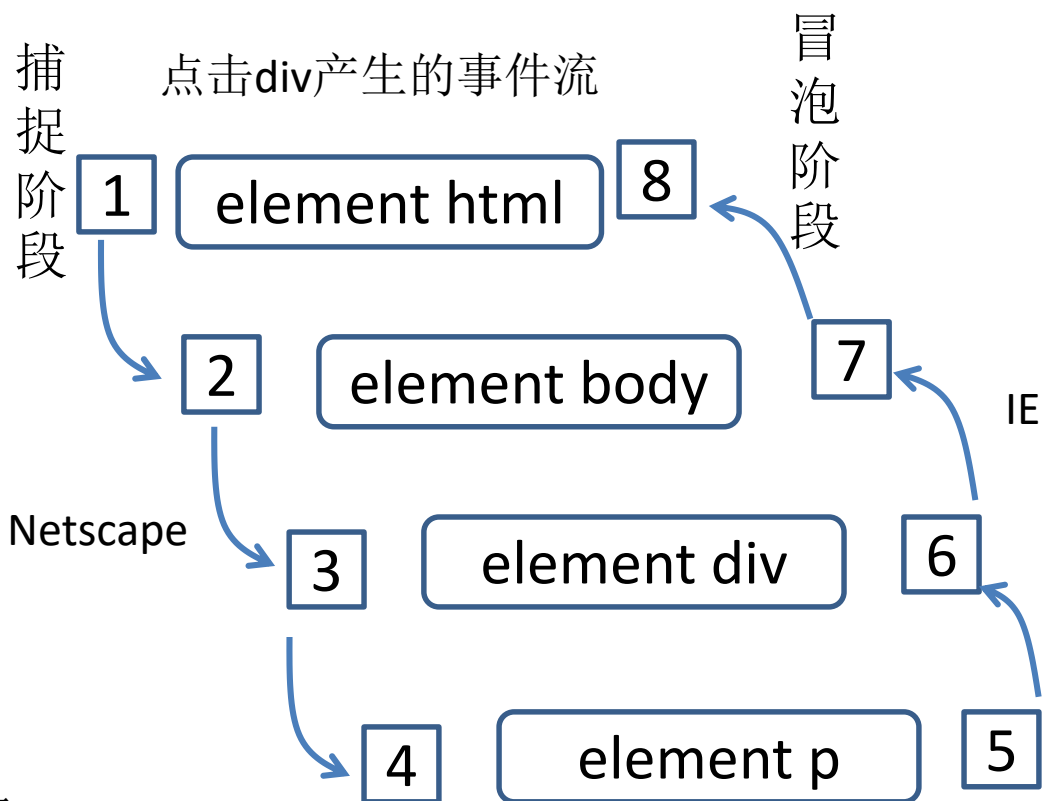 捕捉阶段
点击div产生的事件流
冒泡阶段
1
element html
8
2
element body
7
IE
Netscape
3
element div
6
4
element p
5